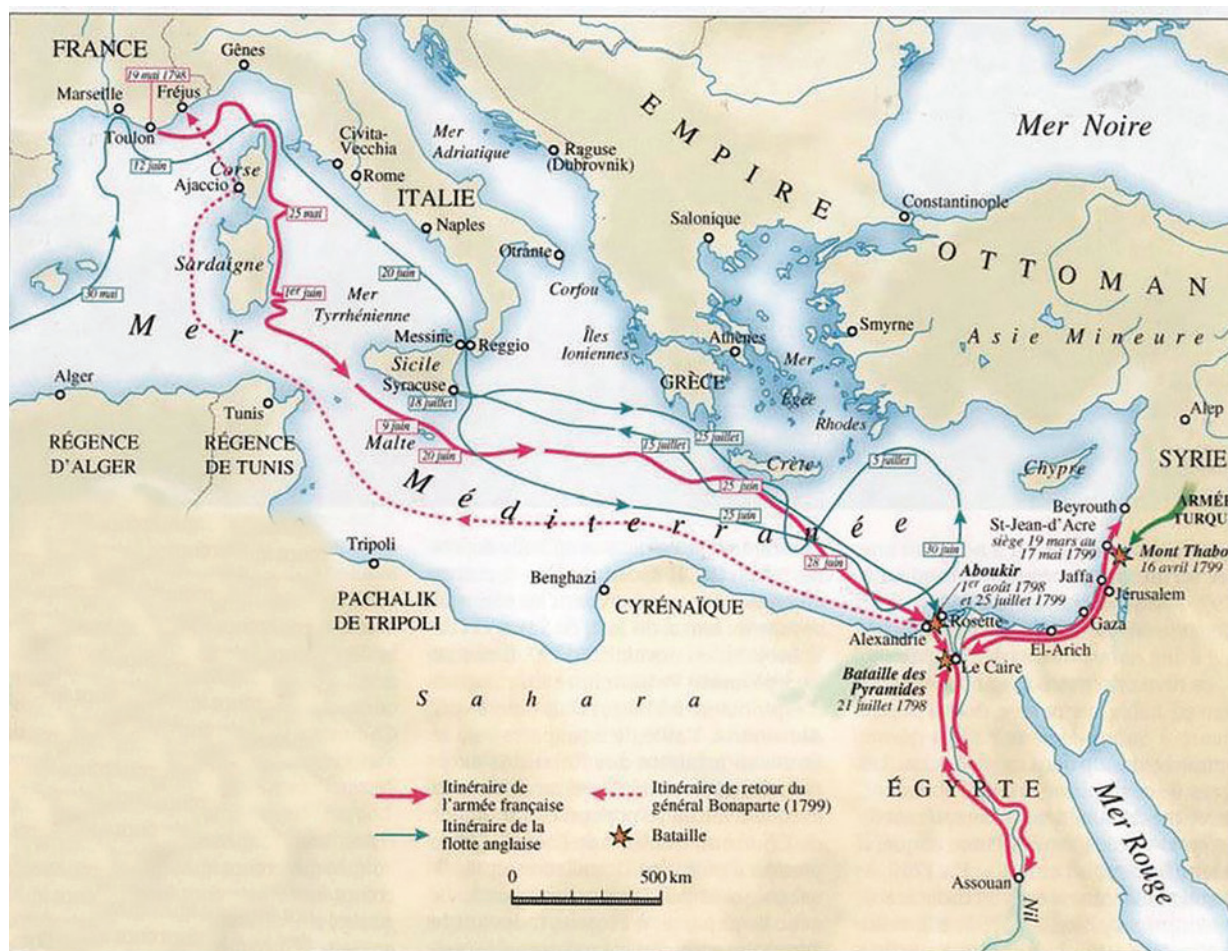 FRANCE
Gênes
19 mai 1798
Marseille
Fréjus
Toulon
12 juin
Corse
Ajaccio
Civita-
Vecchia
Rome
ITALIE
Mer
Adriatique
Raguse
(Dubrovnik)
EMPIRE
OTTOMAN
Mer Noire
Constantinople
Salonique
25 mai
Naples
Otrante
Sardaigne
20 juin
Corfou
30 mai
1er juin
Mer
Tyrrhénienne
Asie Mineure
Smyrne
Athènes
Îles
Ioniennes
Mer
Égée
Messine
Reggio
Sicile
Syracuse
18 juillet
GRÈCE
Rhodes
Alger
Tunis
RÉGENCE
D'ALGER
RÉGENCE
DE TUNIS
9 juin
Malte
20 juin
15 juillet
25 juillet
Crète
5 juillet
Chypre
Alep
SYRIE
Mer Méditerranée
25 juin
25 juin
28 juin
30 juin
Beyrouth
ARMÉE
TURQUE
St-Jean-d'Acre
siège 19 mars au
17 mai 1799
Mont Thabo
16 avril 1799
Jaffa
Jérusalem
Gaza
El-Arich
Aboukir
1er août 1798
et 25 juillet 1799
Rosette
Alexandrie
Le Caire
Bataille des
Pyramides
21 juillet 1798
Tripoli
Benghazi
PACHALIK
DE TRIPOLI
CYRÉNAÏQUE
Sahara
ÉGYPTE
Mer Rouge
Assouan
Nil
Itinéraire de
l'armée française
Itinéraire de la
flotte anglaise
Itinéraire de retour du
général Bonaparte (1799)
Bataille
0 500 km